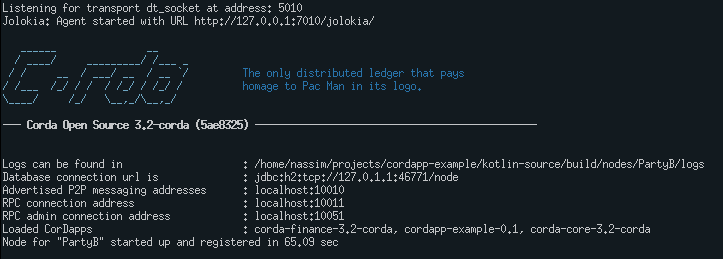 Listening for transport dt_socket at address: 5010
Jolokia: Agent started with URL http://127.0.0.1:7010/jolokia/
Corda
The only distributed ledger that pays
homage to Pac Man in its logo.
--- Corda Open Source 3.2-corda (5ae8325) -----------------------------------------------
Logs can be found in : /home/nassim/projects/cordapp-example/kotlin-source/build/nodes/PartyB/logs
Database connection url is : jdbc:h2:tcp://127.0.1.1:46771/node
Advertised P2P messaging addresses : localhost:10010
RPC connection address : localhost:10011
RPC admin connection address : localhost:10051
Loaded CorDapps : corda-finance-3.2-corda, cordapp-example-0.1, corda-core-3.2-corda
Node for "PartyB" started up and registered in 65.09 sec